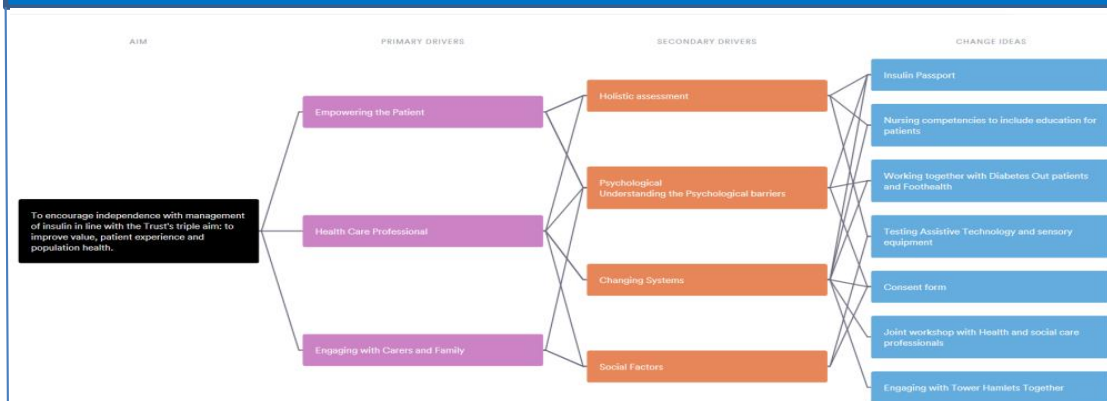 AIM
PRIMARY DRIVERS
SECONDARY DRIVERS
CHANGE IDEAS
To encourage independence with management
of insulin in line with the Trust's triple aim: to
improve value, patient experience and
population health.
Empowering the Patient
Health Care Professional
Engaging with Carers and Family
Holistic assessment
Psychological
Understanding the Psychological barriers
Changing Systems
Social Factors
Insulin Passport
Nursing competencies to include education for
patients
Working together with Diabetes Out patients
and Foothealth
Testing Assistive Technology and sensory
equipment
Consent form
Joint workshop with Health and social care
professionals
Engaging with Tower Hamlets Together